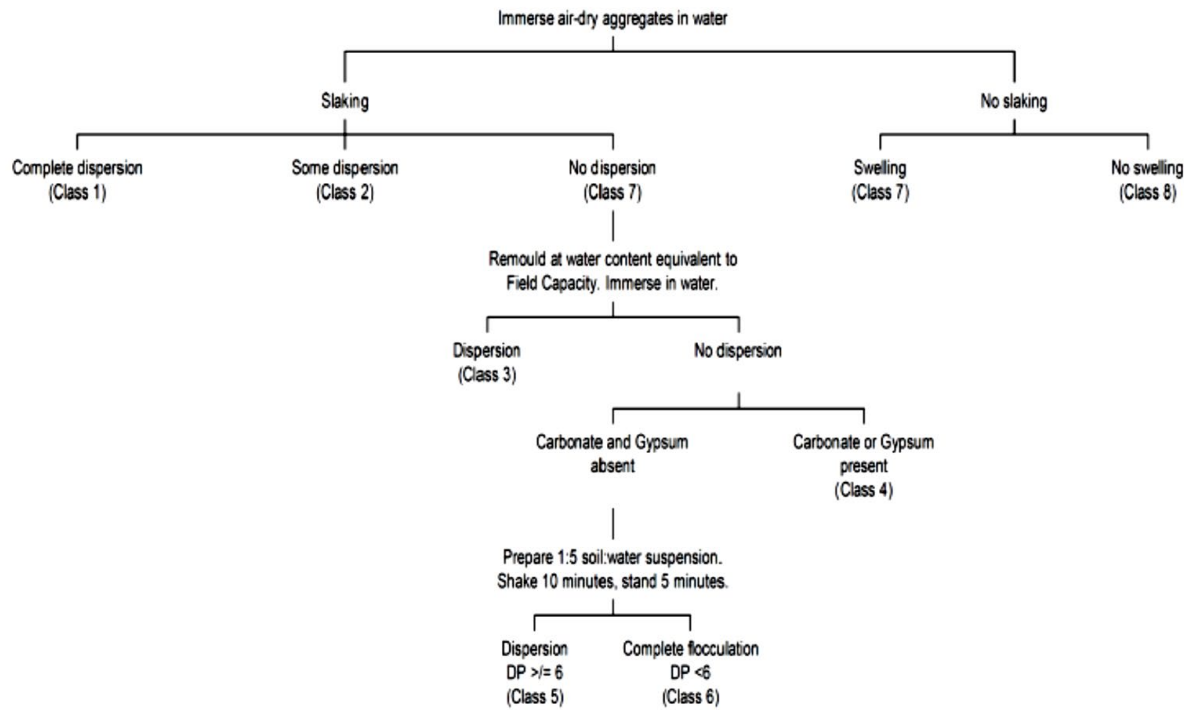 Immerse air-dry aggregates in water
Slaking
No slaking
Complete dispersion
(Class 1)
Some dispersion
(Class 2)
No dispersion
(Class 7)
Swelling
(Class 7)
No swelling
(Class 8)
Remould at water content equivalent to
Field Capacity. Immerse in water.
Dispersion
(Class 3)
No dispersion
Carbonate and Gypsum
absent
Carbonate or Gypsum
present
(Class 4)
Prepare 1:5 soil:water suspension.
Shake 10 minutes, stand 5 minutes.
Dispersion
DP >/= 6
(Class 5)
Complete flocculation
DP <6
(Class 6)